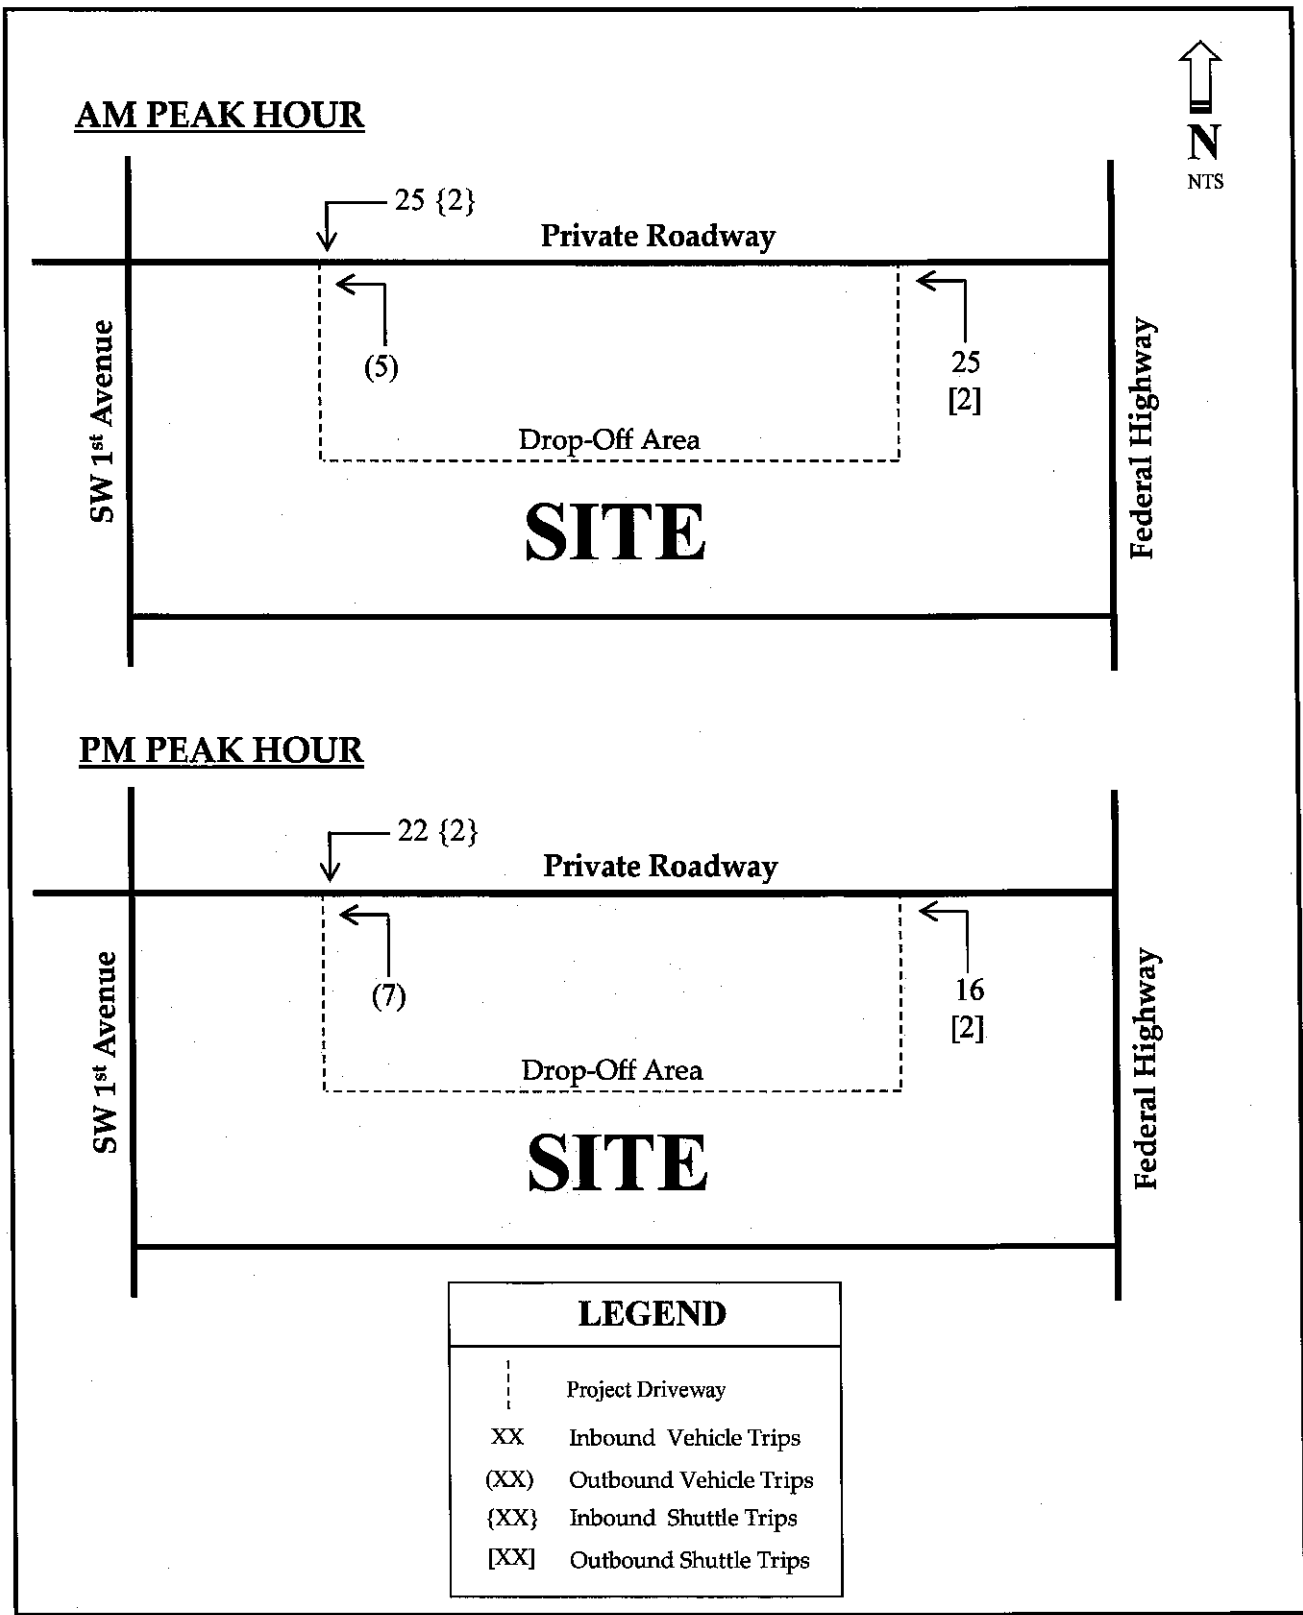 AM PEAK HOUR
N
NTS
25 {2}
Private Roadway
SW 1st Avenue
(5)
25
[2]
Federal Highway
Drop-Off Area
SITE
PM PEAK HOUR
22 {2}
Private Roadway
SW 1st Avenue
(7)
16
[2]
Federal Highway
Drop-Off Area
SITE
LEGEND
Project Driveway
XX Inbound Vehicle Trips
(XX) Outbound Vehicle Trips
{XX} Inbound Shuttle Trips
[XX] Outbound Shuttle Trips